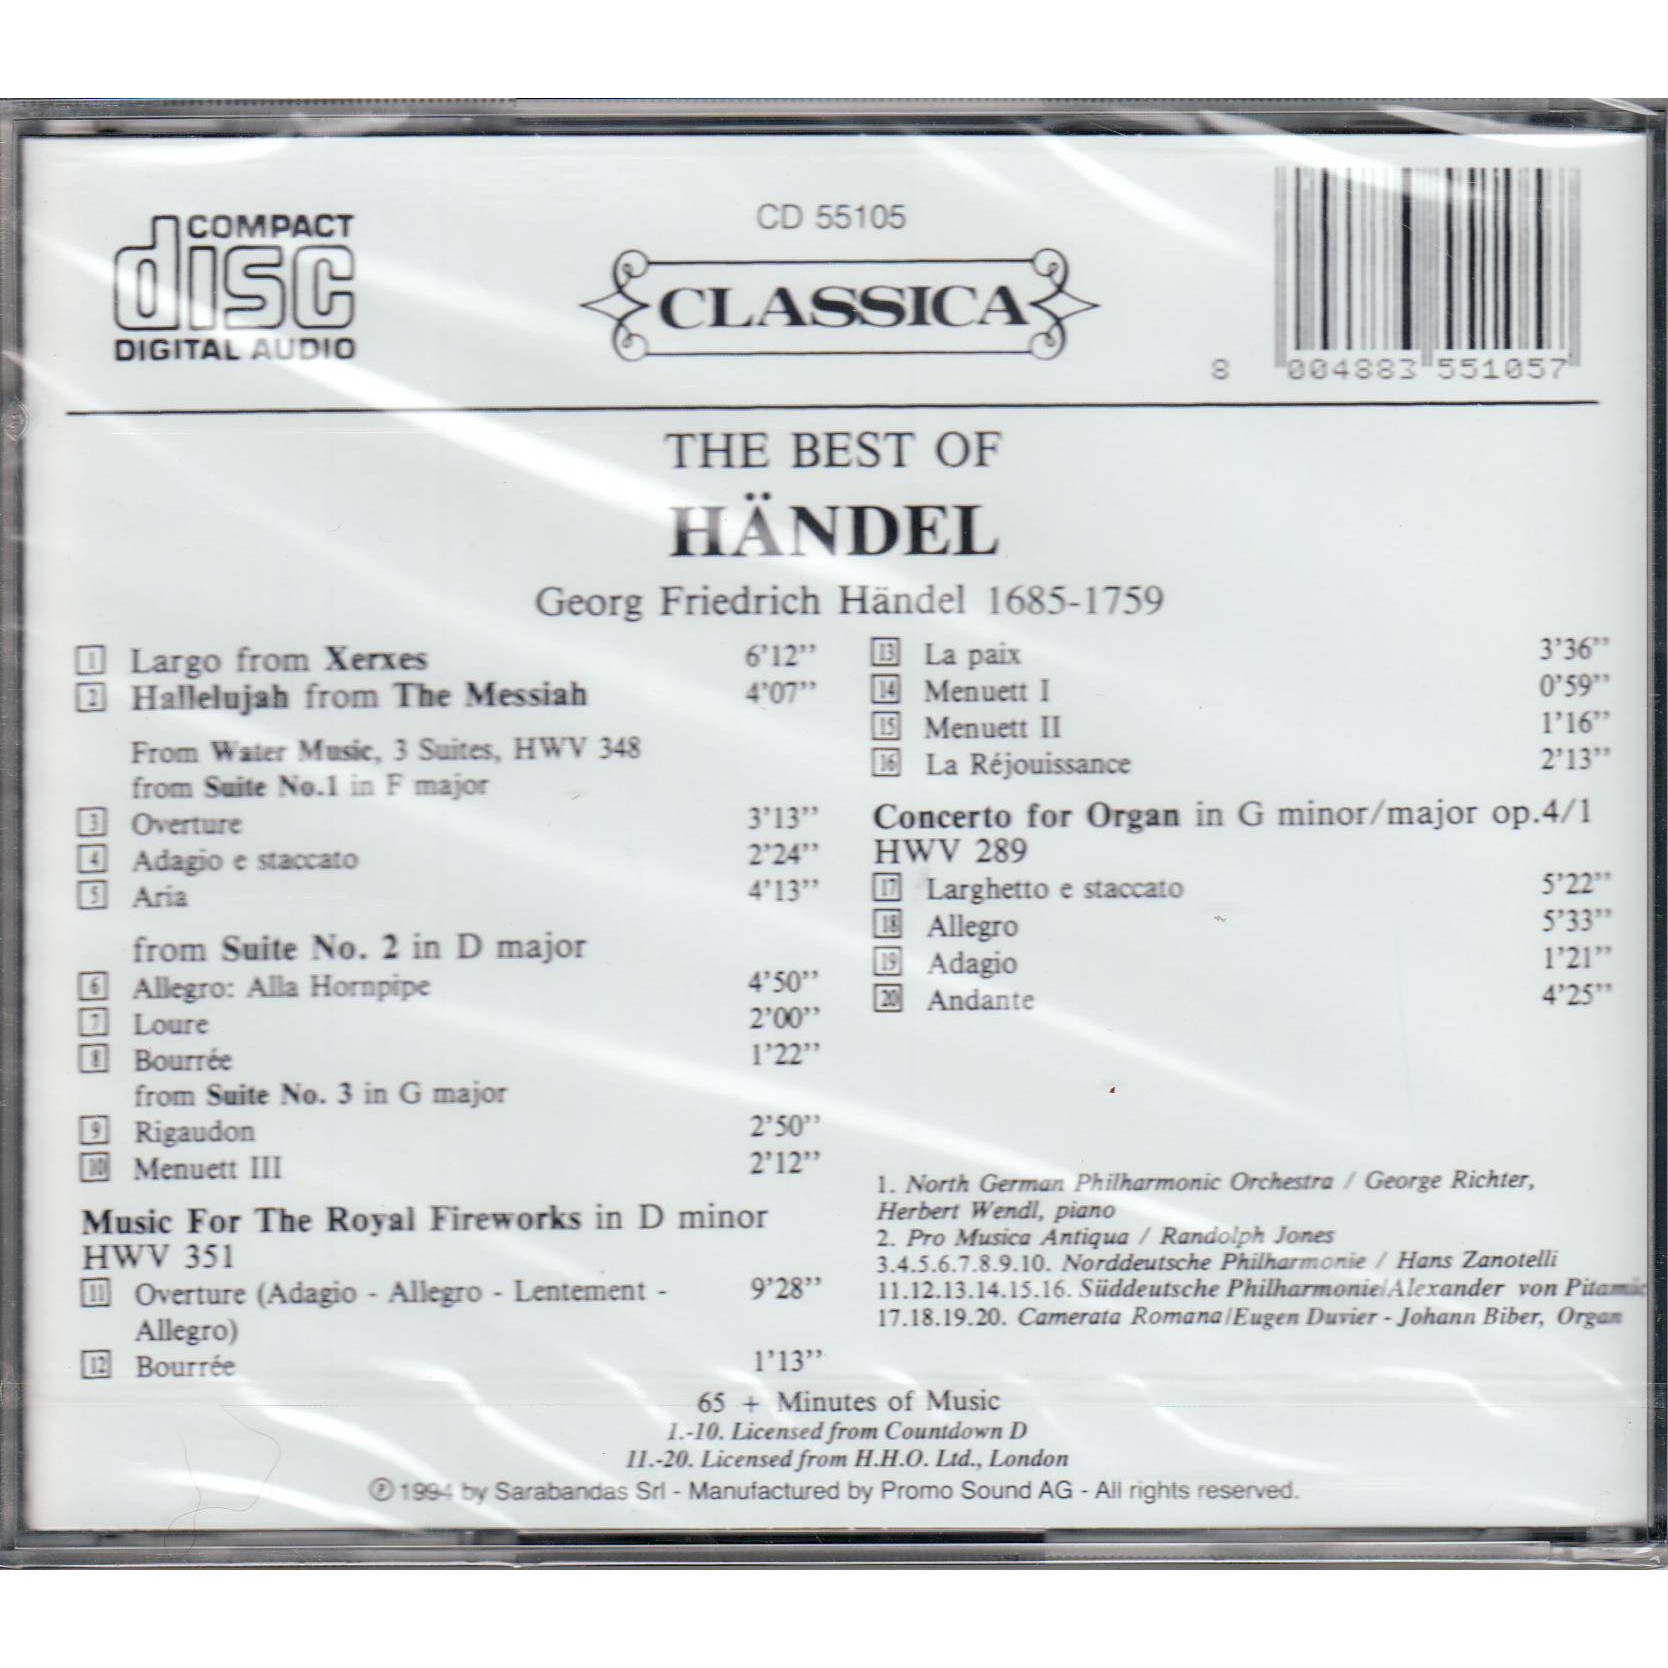 COMPACT
disc
DIGITAL AUDIO
CD 55105
CLASSICA
8 004883 551057
THE BEST OF
HÄNDEL
Georg Friedrich Händel 1685-1759
1 Largo from Xerxes 6'12''
2 Hallelujah from The Messiah 4'07''
From Water Music, 3 Suites, HWV 348
from Suite No.1 in F major
3 Overture 3'13''
4 Adagio e staccato 2'24''
5 Aria 4'13''
from Suite No. 2 in D major
6 Allegro: Alla Hornpipe 4'50''
7 Loure 2'00''
8 Bourrée 1'22''
from Suite No. 3 in G major
9 Rigaudon 2'50''
10 Menuett III 2'12''
Music For The Royal Fireworks in D minor
HWV 351
11 Overture (Adagio - Allegro - Lentement - 9'28''
Allegro)
12 Bourrée 1'13''
13 La paix 3'36''
14 Menuett I 0'59''
15 Menuett II 1'16''
16 La Réjouissance 2'13''
Concerto for Organ in G minor/major op.4/1
HWV 289
17 Larghetto e staccato 5'22''
18 Allegro 5'33''
19 Adagio 1'21''
20 Andante 4'25''
1. North German Philharmonic Orchestra / George Richter,
Herbert Wendl, piano
2. Pro Musica Antiqua / Randolph Jones
3.4.5.6.7.8.9.10. Norddeutsche Philharmonie / Hans Zanotelli
11.12.13.14.15.16. Süddeutsche Philharmonie/Alexander von Pitamic
17.18.19.20. Camerata Romana/Eugen Duvier - Johann Biber, Organ
65 + Minutes of Music
1.-10. Licensed from Countdown D
11.-20. Licensed from H.H.O. Ltd., London
℗ 1994 by Sarabandas Srl - Manufactured by Promo Sound AG - All rights reserved.